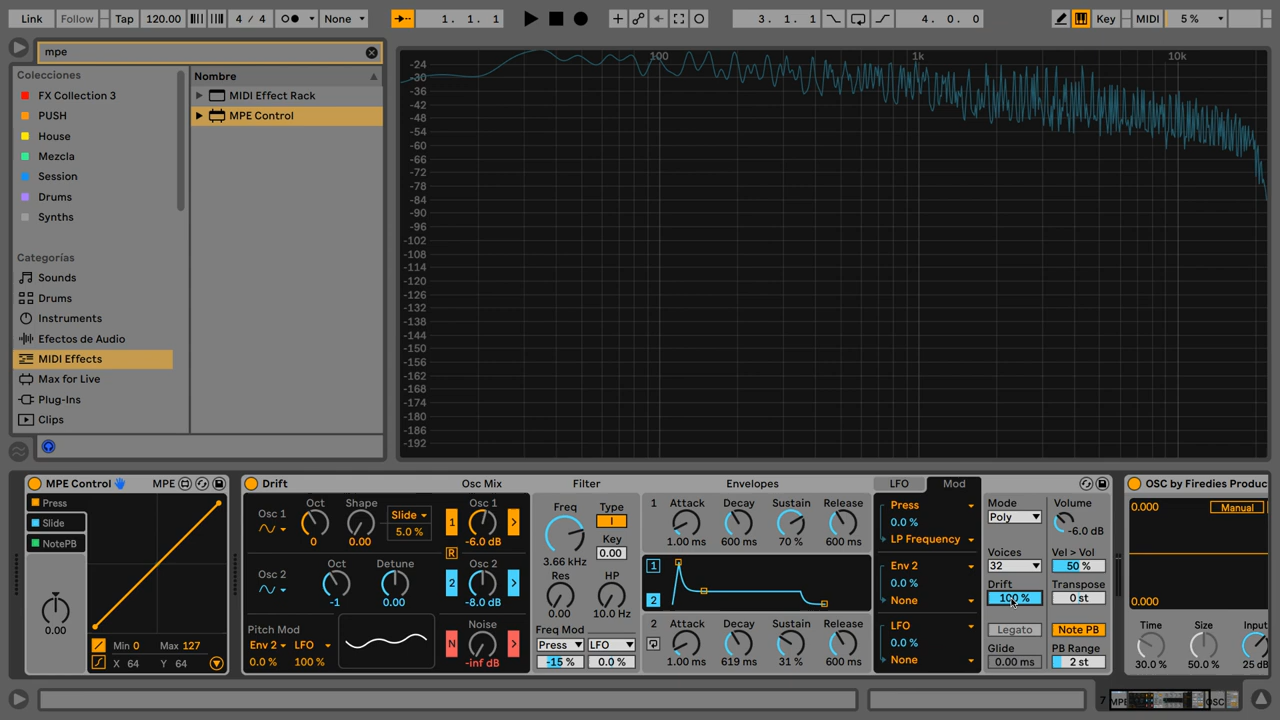 Link Follow Tap 120.00 4 / 4 None 1. 1. 1 3. 1. 1 4. 0. 0 Key MIDI 5 %
mpe
Colecciones
FX Collection 3
PUSH
House
Mezcla
Session
Drums
Synths
Categorías
Sounds
Drums
Instruments
Efectos de Audio
MIDI Effects
Max for Live
Plug-Ins
Clips
Nombre
MIDI Effect Rack
MPE Control
100 1k 10k
-24
-30
-36
-42
-48
-54
-60
-66
-72
-78
-84
-90
-96
-102
-108
-114
-120
-126
-132
-138
-144
-150
-156
-162
-168
-174
-180
-186
-192
MPE Control MPE
Press
Slide
NotePB
0.00
Min 0 Max 127
X 64 Y 64
Drift
Osc 1
Oct
0
Shape
0.00
Slide
5.0 %
Osc 2
Oct
-1
Detune
0.00
Pitch Mod
Env 2 LFO
0.0 % 100 %
Osc Mix
1
Osc 1
-6.0 dB
R
2
Osc 2
-8.0 dB
N
Noise
-inf dB
Filter
Freq
3.66 kHz
Type
I
Key
0.00
Res
0.00
HP
10.0 Hz
Freq Mod
Press LFO
-15 % 0.0 %
Envelopes
1 Attack Decay Sustain Release
1.00 ms 600 ms 70 % 600 ms
1
2
2 Attack Decay Sustain Release
1.00 ms 619 ms 31 % 600 ms
LFO Mod
Press
0.0 %
LP Frequency
Env 2
0.0 %
None
LFO
0.0 %
None
Mode
Poly
Voices
32
Drift
100 %
Legato
Glide
0.00 ms
Volume
-6.0 dB
Vel > Vol
50 %
Transpose
0 st
Note PB
PB Range
2 st
OSC by Firedies Produc
0.000 Manual
0.000
Time Size Input
30.0 % 50.0 % 25 dB